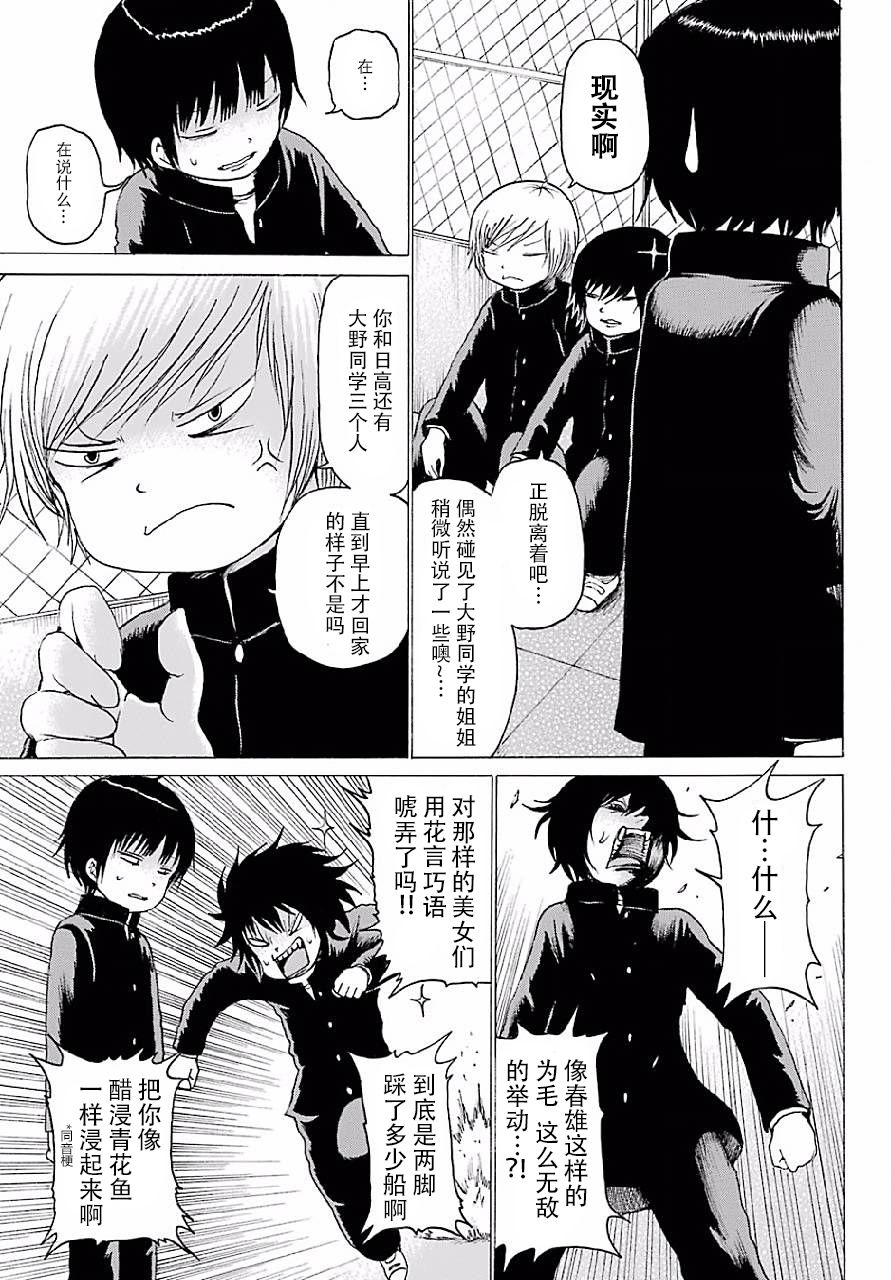 现实啊
正脱离着吧…
偶然碰见了大野同学的姐姐
稍微听说了一些噢~…
在…
在说什么…
你和日高还有
大野同学三个人
直到早上才回家
的样子不是吗
什…什么——
像春雄这样的
为毛 这么无敌
的举动…?!
对那样的美女们
用花言巧语
唬弄了吗!!
到底是两脚
踩了多少船
啊
把你像
醋浸青花鱼
一样浸起来
啊
*同音梗